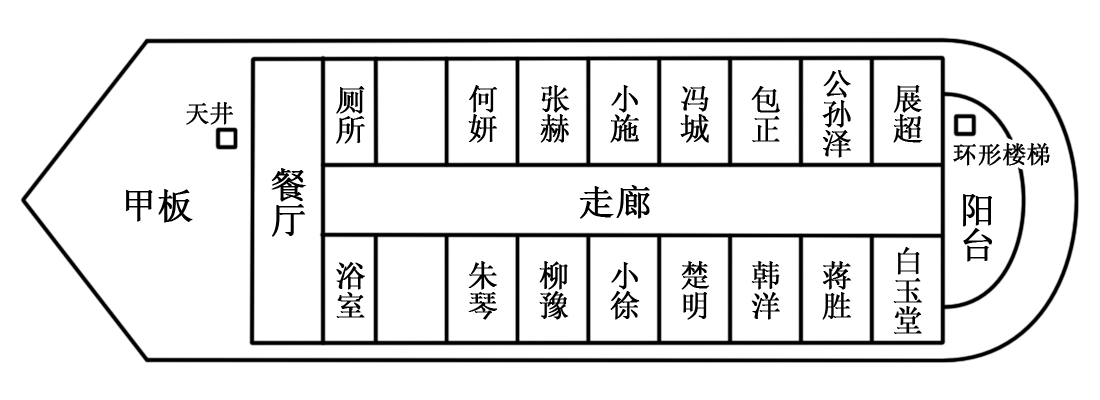 天井
甲板
餐厅
厕所
何妍
张赫
小施
冯城
包正
公孙泽
展超
走廊
浴室
朱琴
柳豫
小徐
楚明
韩洋
蒋胜
白玉堂
环形楼梯
阳台